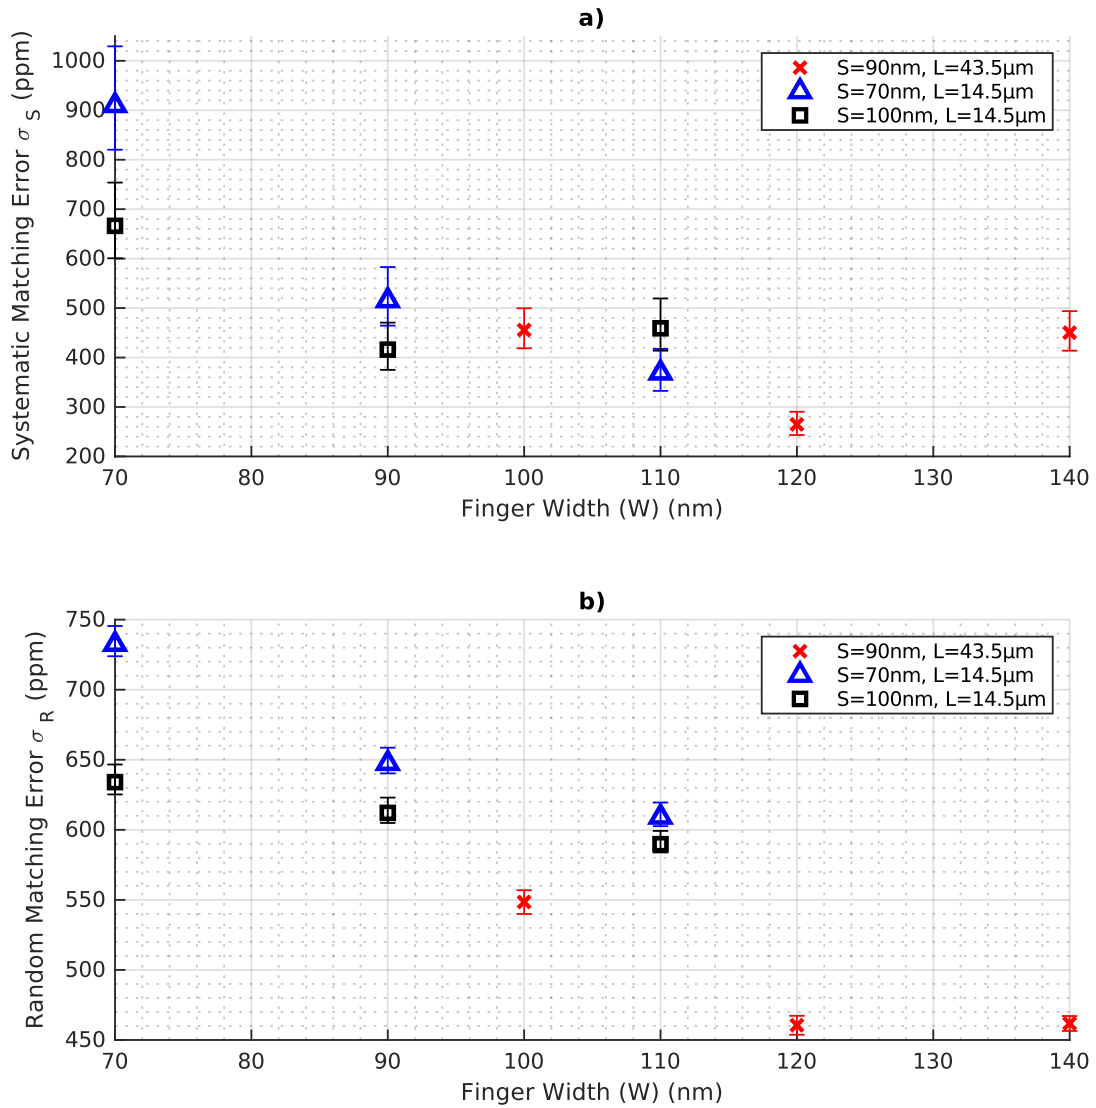 a)
Systematic Matching Error σ S (ppm)
1000
900
800
700
600
500
400
300
200
S=90nm, L=43.5μm
S=70nm, L=14.5μm
S=100nm, L=14.5μm
70 80 90 100 110 120 130 140
Finger Width (W) (nm)
b)
Random Matching Error σ R (ppm)
750
700
650
600
550
500
450
S=90nm, L=43.5μm
S=70nm, L=14.5μm
S=100nm, L=14.5μm
70 80 90 100 110 120 130 140
Finger Width (W) (nm)